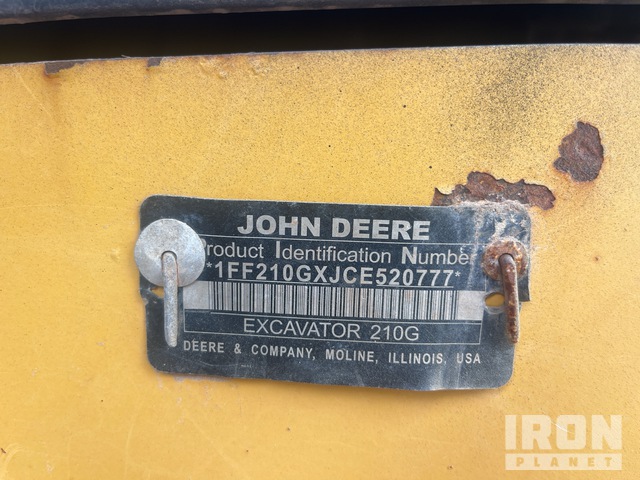 JOHN DEERE
Product Identification Number
*1FF210GXJCE520777*
EXCAVATOR 210G
DEERE & COMPANY, MOLINE, ILLINOIS, USA
IRON
PLANET